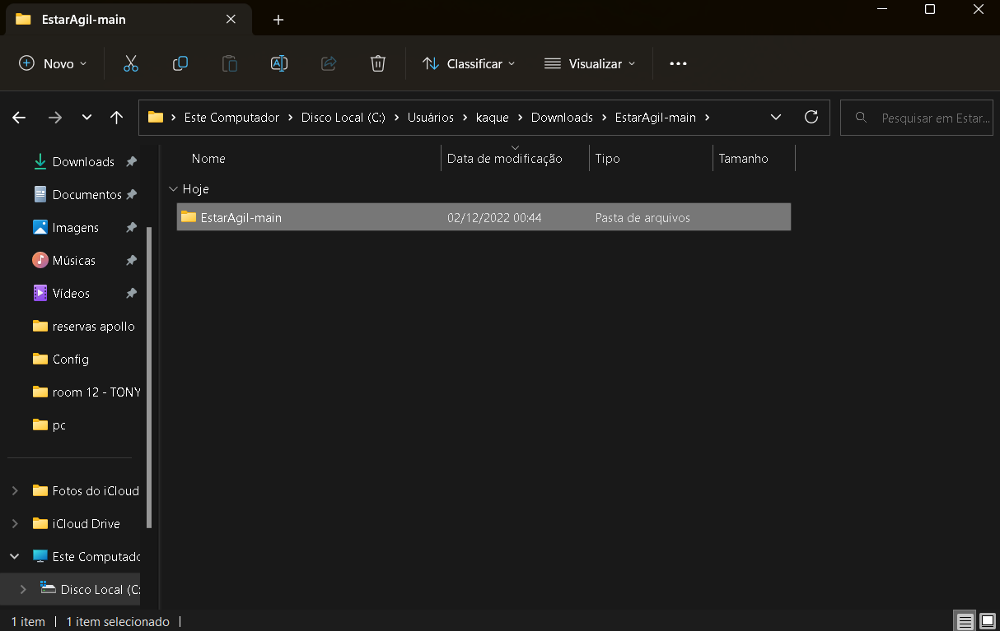 EstarAgil-main
Novo Classificar Visualizar
Este Computador Disco Local (C:) Usuários kaque Downloads EstarAgil-main
Pesquisar em Estar...
Downloads
Documentos
Imagens
Músicas
Vídeos
reservas apollo
Config
room 12 - TONY
pc
Fotos do iCloud
iCloud Drive
Este Computado
Disco Local (C:
Nome Data de modificação Tipo Tamanho
Hoje
EstarAgil-main 02/12/2022 00:44 Pasta de arquivos
1 item 1 item selecionado